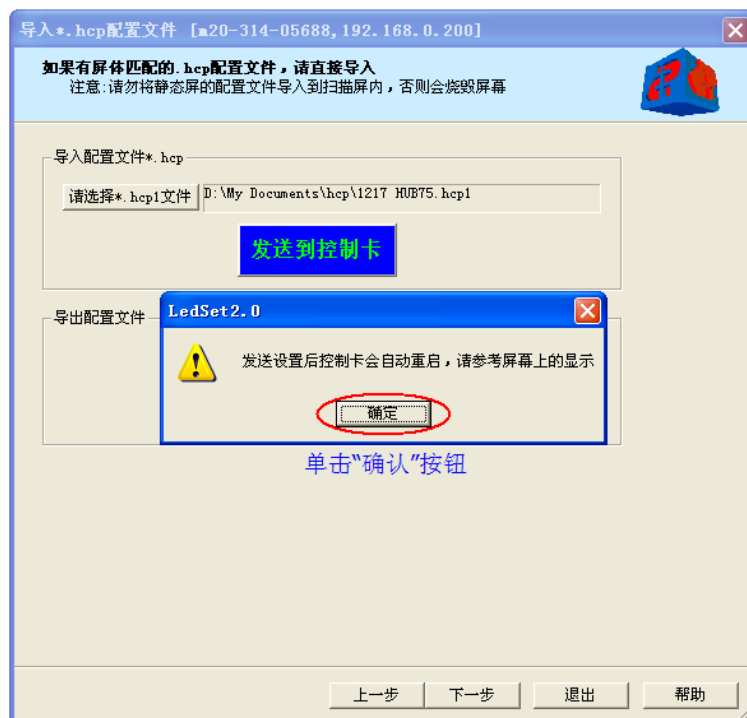 导入*.hcp配置文件 [m20-314-05688,192.168.0.200]
如果有屏体匹配的.hcp配置文件，请直接导入
注意:请勿将静态屏的配置文件导入到扫描屏内，否则会烧毁屏幕
导入配置文件*.hcp
请选择*.hcp1文件 D:\My Documents\hcp\1217 HUB75.hcp1
发送到控制卡
导出配置文件
LedSet2.0
发送设置后控制卡会自动重启，请参考屏幕上的显示
确定
单击“确认”按钮
上一步 下一步 退出 帮助